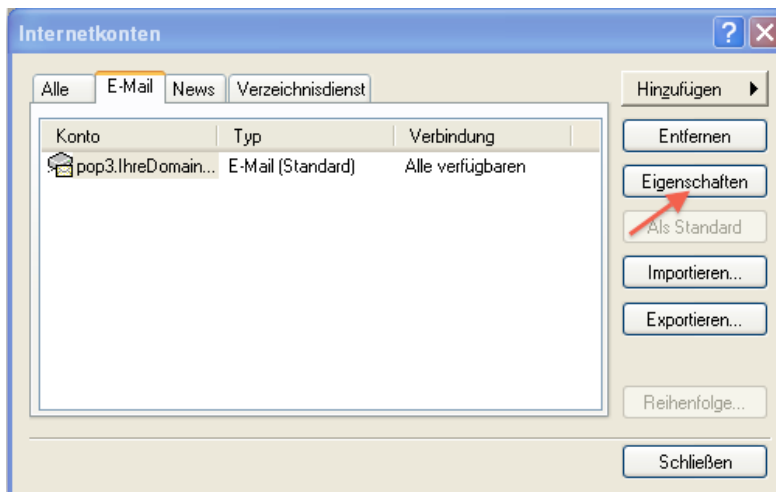 Internetkonten
Alle E-Mail News Verzeichnisdienst
Konto Typ Verbindung
pop3.IhreDomain... E-Mail (Standard) Alle verfügbaren
Hinzufügen
Entfernen
Eigenschaften
Als Standard
Importieren...
Exportieren...
Reihenfolge...
Schließen